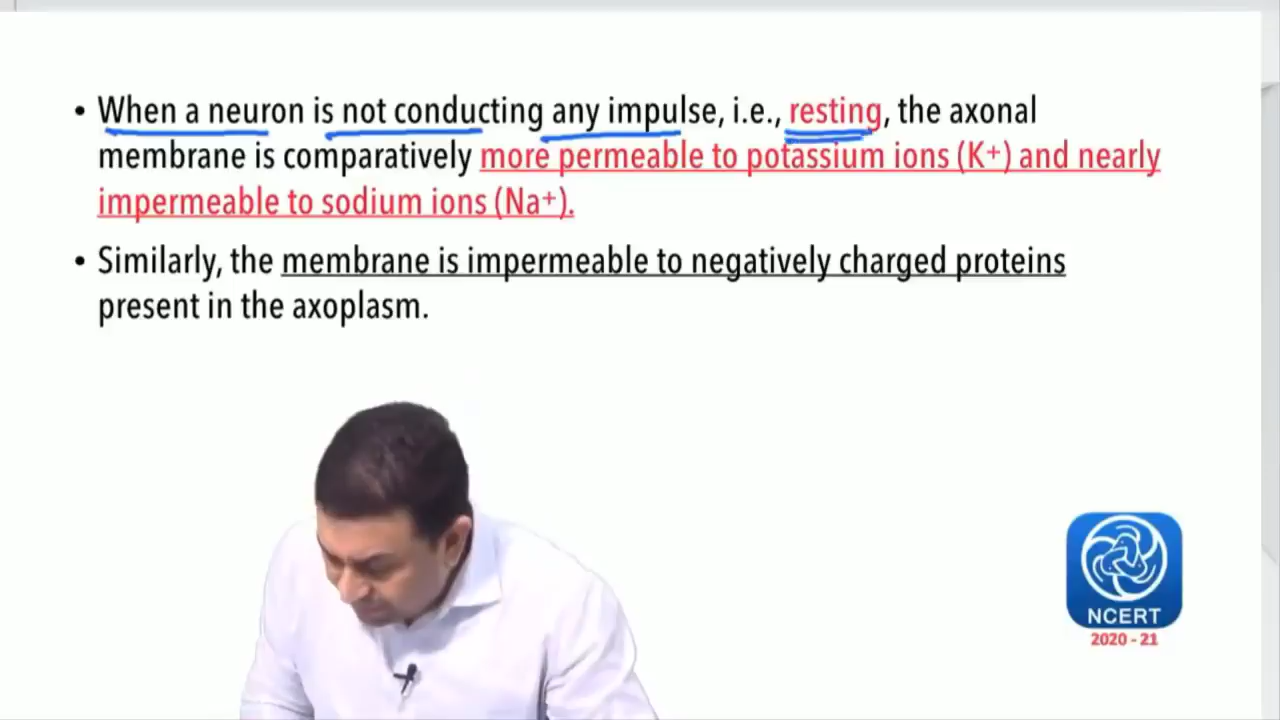 • When a neuron is not conducting any impulse, i.e., resting, the axonal
membrane is comparatively more permeable to potassium ions (K+) and nearly
impermeable to sodium ions (Na+).
• Similarly, the membrane is impermeable to negatively charged proteins
present in the axoplasm.
NCERT
2020 - 21